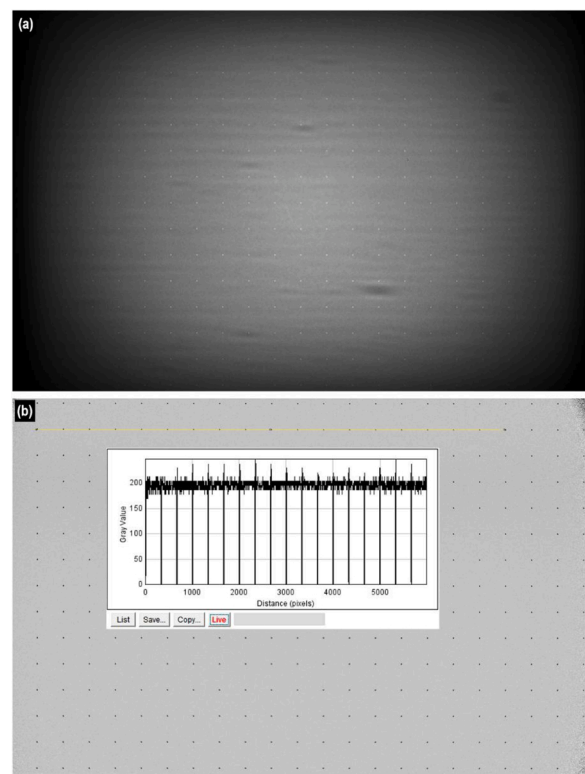 (a)
(b)
200
150
100
50
0
Gray Value
0 1000 2000 3000 4000 5000
Distance (pixels)
List Save... Copy... Live